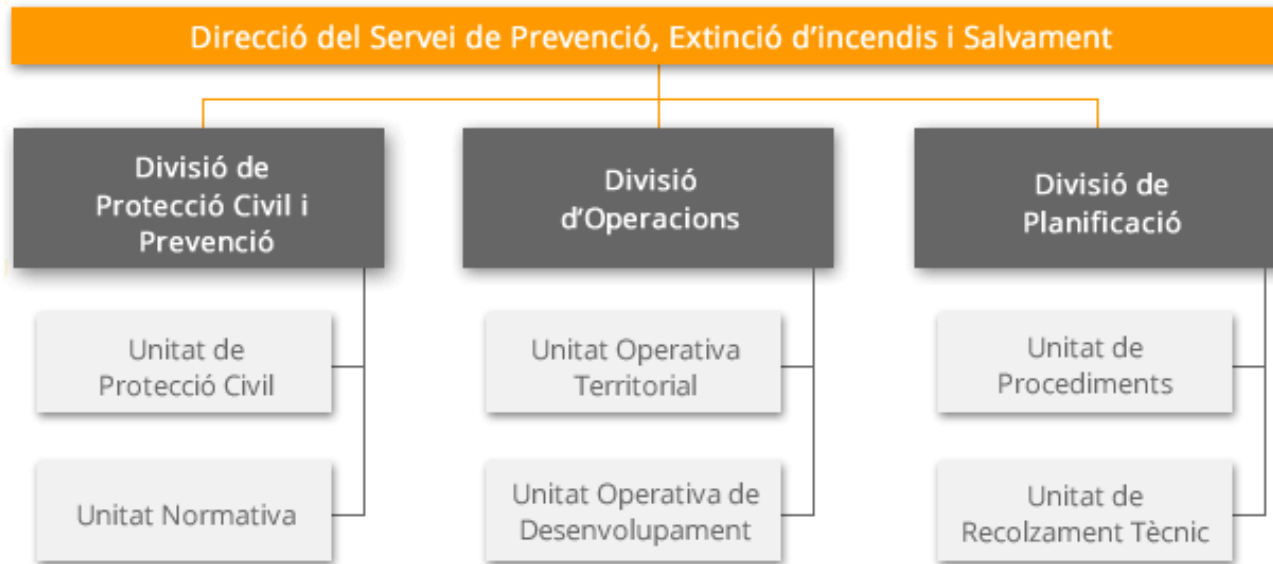 Direcció del Servei de Prevenció, Extinció d'incendis i Salvament
Divisió de
Protecció Civil i
Prevenció
Divisió
d'Operacions
Divisió de
Planificació
Unitat de
Protecció Civil
Unitat Operativa
Territorial
Unitat de
Procediments
Unitat Normativa
Unitat Operativa de
Desenvolupament
Unitat de
Recolzament Tècnic